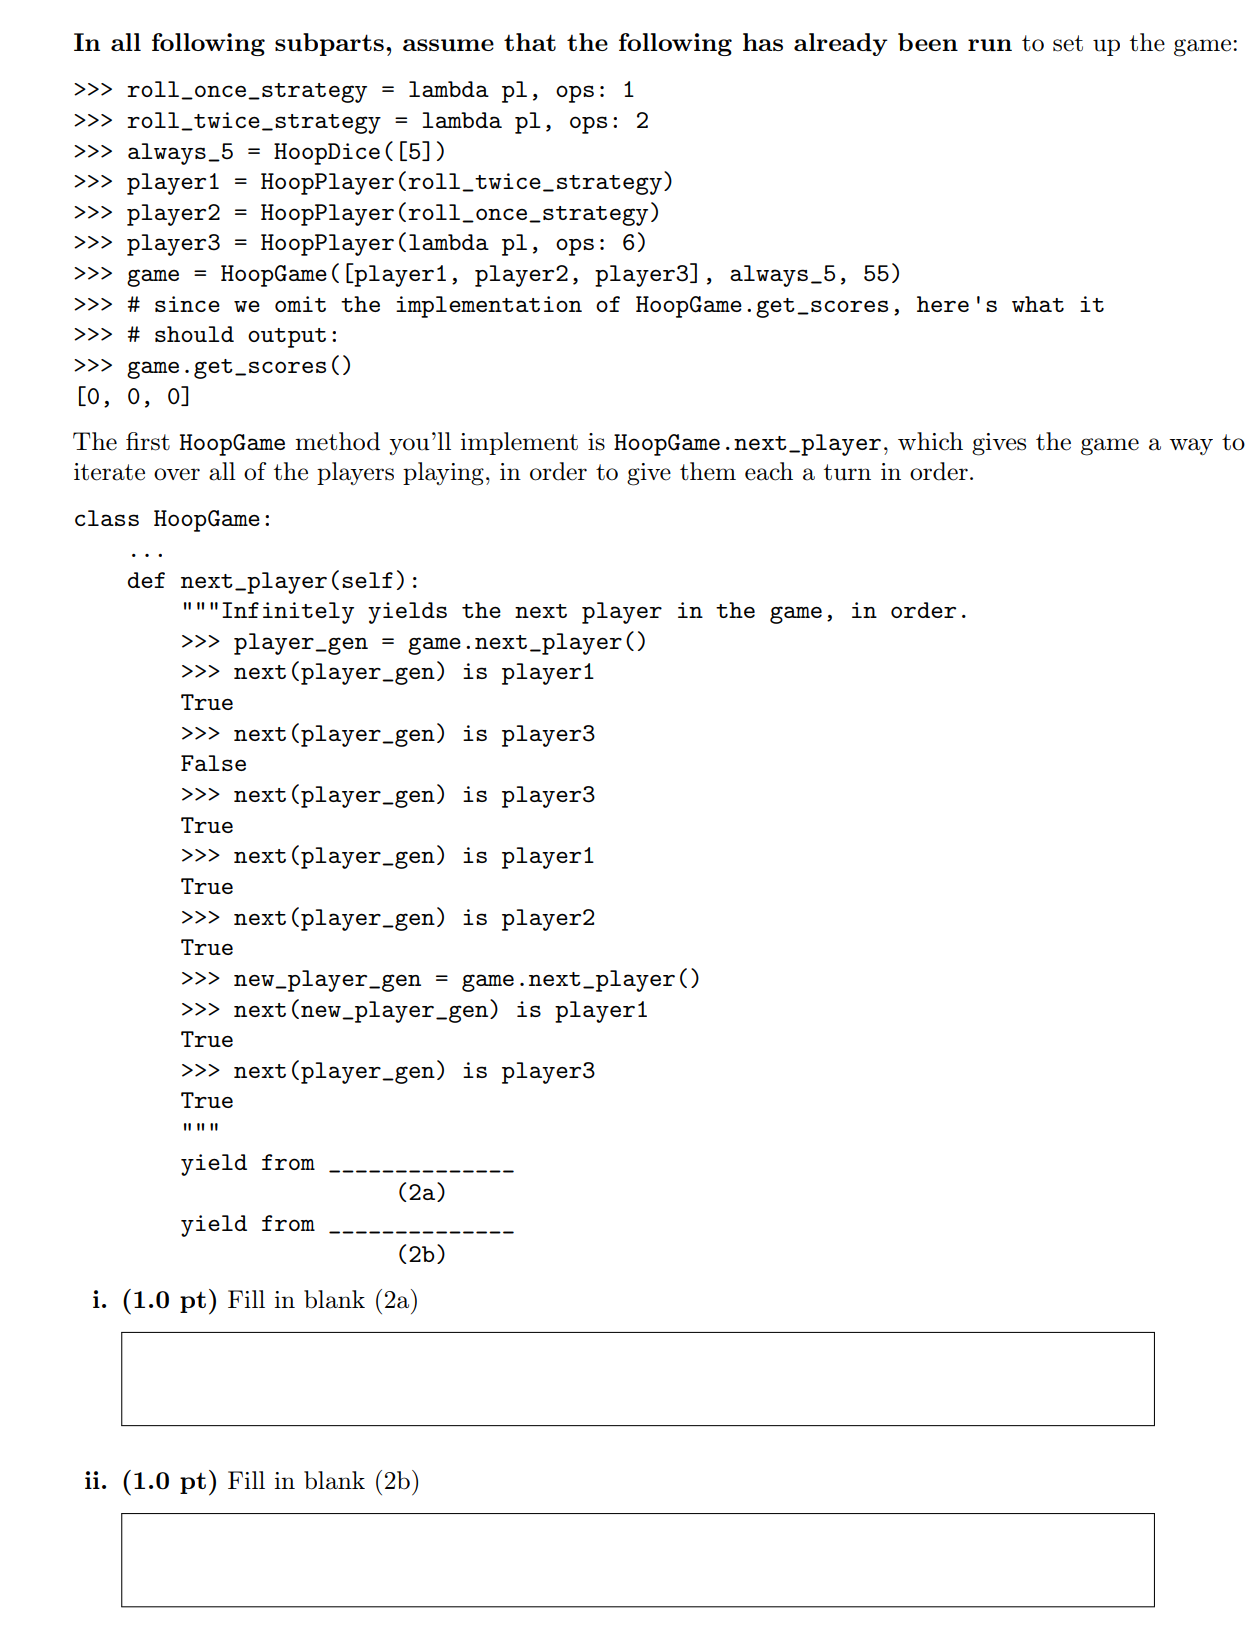 In all following subparts, assume that the following has already been run to set up the game:
>>> roll_once_strategy = lambda pl, ops: 1
>>> roll_twice_strategy = lambda pl, ops: 2
>>> always_5 = HoopDice([5])
>>> player1 = HoopPlayer(roll_twice_strategy)
>>> player2 = HoopPlayer(roll_once_strategy)
>>> player3 = HoopPlayer(lambda pl, ops: 6)
>>> game = HoopGame([player1, player2, player3], always_5, 55)
>>> # since we omit the implementation of HoopGame.get_scores, here's what it
>>> # should output:
>>> game.get_scores()
[0, 0, 0]
The first HoopGame method you'll implement is HoopGame.next_player, which gives the game a way to
iterate over all of the players playing, in order to give them each a turn in order.
class HoopGame:
    ...
    def next_player(self):
        """Infinitely yields the next player in the game, in order.
        >>> player_gen = game.next_player()
        >>> next(player_gen) is player1
        True
        >>> next(player_gen) is player3
        False
        >>> next(player_gen) is player3
        True
        >>> next(player_gen) is player1
        True
        >>> next(player_gen) is player2
        True
        >>> new_player_gen = game.next_player()
        >>> next(new_player_gen) is player1
        True
        >>> next(player_gen) is player3
        True
        """
        yield from ______________
                        (2a)
        yield from ______________
                        (2b)
i. (1.0 pt) Fill in blank (2a)
ii. (1.0 pt) Fill in blank (2b)